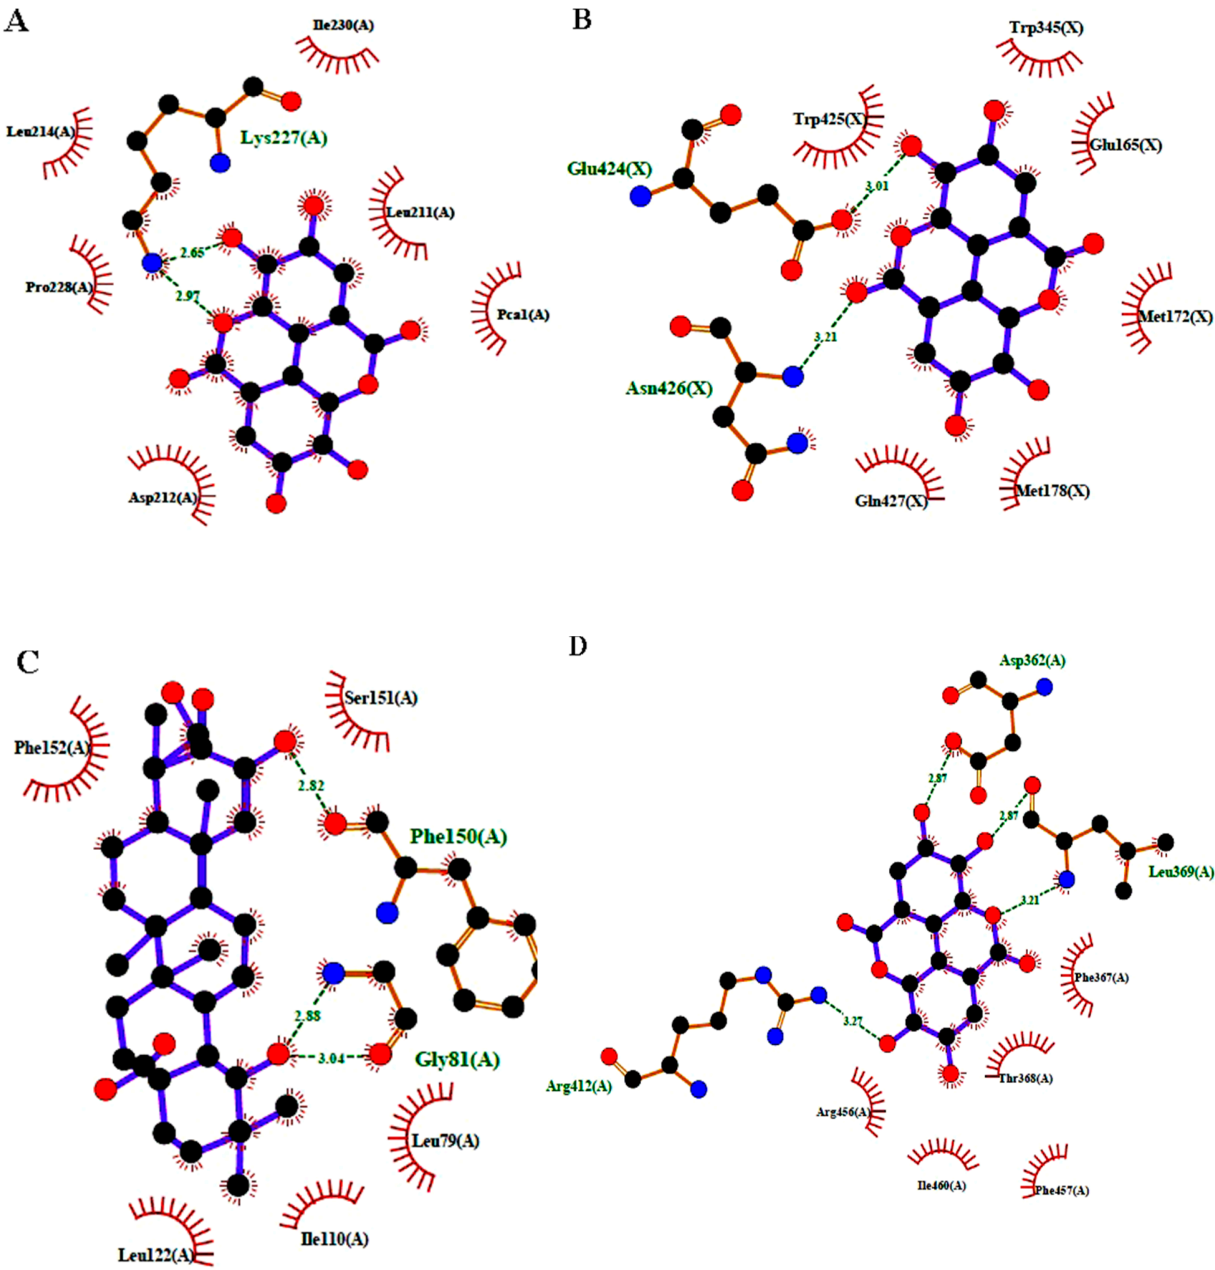 A
Ile230(A)
Leu214(A)
Lys227(A)
Leu211(A)
2.65
Pro228(A)
2.97
Pca1(A)
Asp212(A)
B
Trp345(X)
Trp425(X)
Glu165(X)
Glu424(X)
3.01
Met172(X)
3.21
Asn426(X)
Gln427(X)
Met178(X)
C
Ser151(A)
Phe152(A)
2.82
Phe150(A)
2.88
3.04
Gly81(A)
Leu79(A)
Ile110(A)
Leu122(A)
D
Asp362(A)
2.87
2.87
Leu369(A)
3.21
Phe367(A)
3.27
Thr368(A)
Arg412(A)
Arg456(A)
Ile460(A)
Phe457(A)